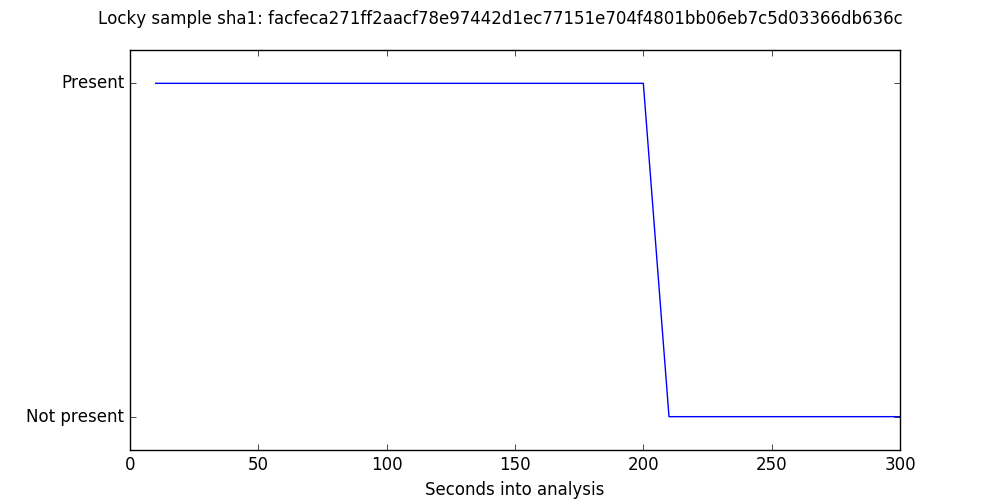 Locky sample sha1: facfeca271ff2aacf78e97442d1ec77151e704f4801bb06eb7c5d03366db636c
Present
Not present
0 50 100 150 200 250 300
Seconds into analysis